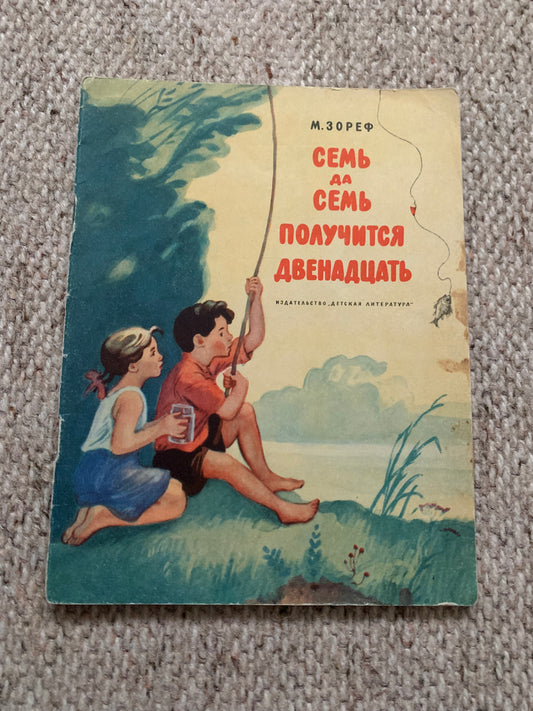 М. ЗОРЕФ
СЕМЬ
ДА
СЕМЬ
ПОЛУЧИТСЯ
ДВЕНАДЦАТЬ
ИЗДАТЕЛЬСТВО „ДЕТСКАЯ ЛИТЕРАТУРА"